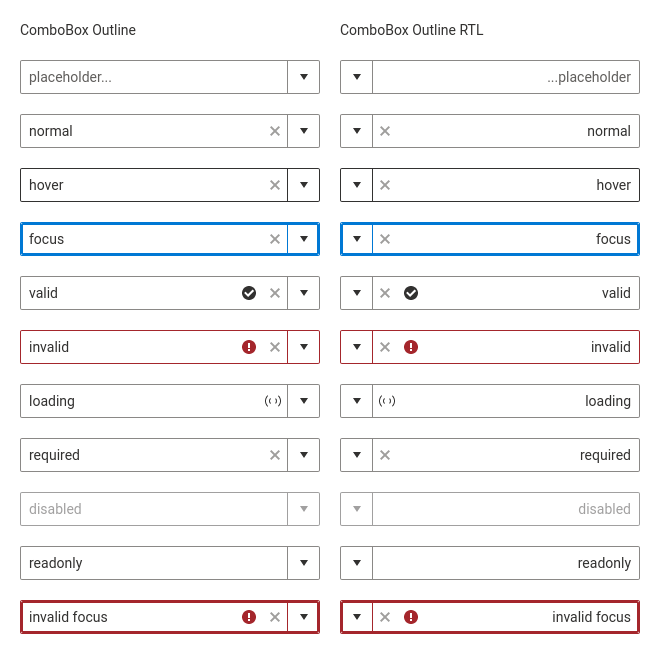 ComboBox Outline
placeholder...
normal
hover
focus
valid
invalid
loading
required
disabled
readonly
invalid focus
ComboBox Outline RTL
...placeholder
normal
hover
focus
valid
invalid
loading
required
disabled
readonly
invalid focus